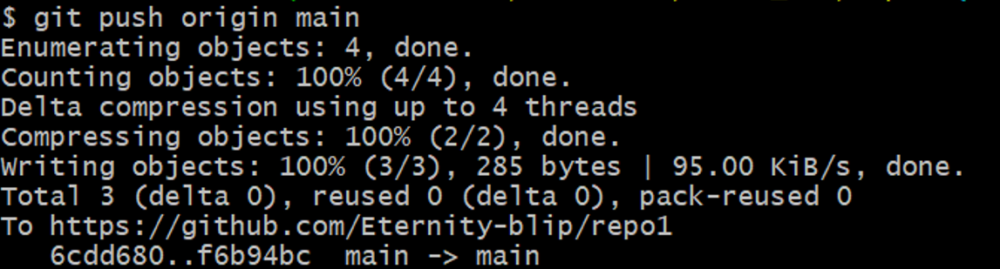 $ git push origin main
Enumerating objects: 4, done.
Counting objects: 100% (4/4), done.
Delta compression using up to 4 threads
Compressing objects: 100% (2/2), done.
Writing objects: 100% (3/3), 285 bytes | 95.00 KiB/s, done.
Total 3 (delta 0), reused 0 (delta 0), pack-reused 0
To https://github.com/Eternity-blip/repo1
   6cdd680..f6b94bc  main -> main